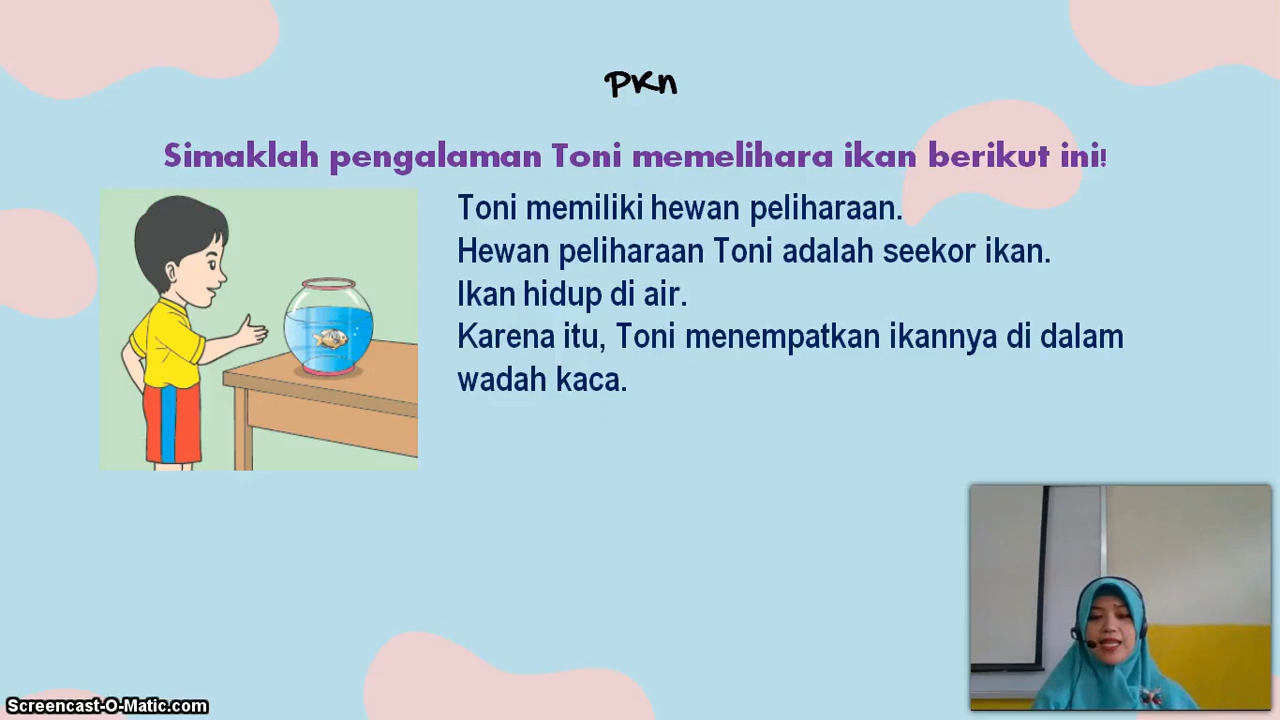 PKn
Simaklah pengalaman Toni memelihara ikan berikut ini!
Toni memiliki hewan peliharaan.
Hewan peliharaan Toni adalah seekor ikan.
Ikan hidup di air.
Karena itu, Toni menempatkan ikannya di dalam
wadah kaca.
Screencast-O-Matic.com